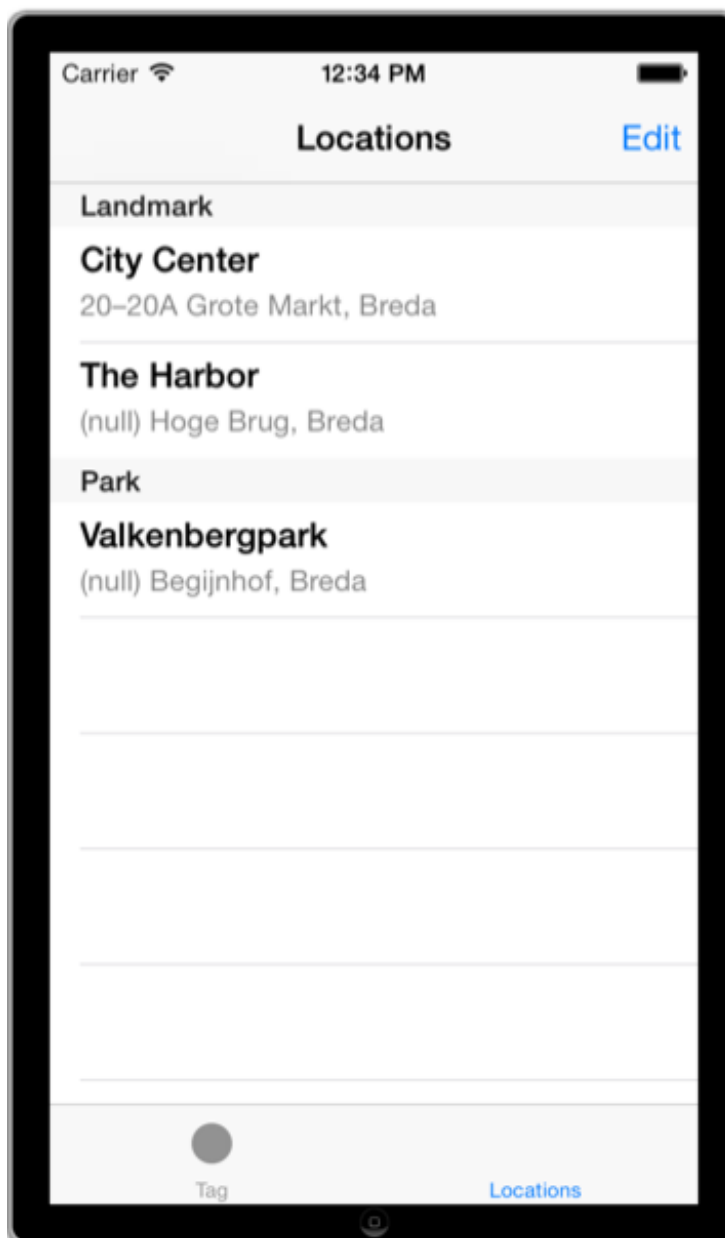 Carrier 12:34 PM
Locations Edit
Landmark
City Center
20–20A Grote Markt, Breda
The Harbor
(null) Hoge Brug, Breda
Park
Valkenbergpark
(null) Begijnhof, Breda
Tag Locations